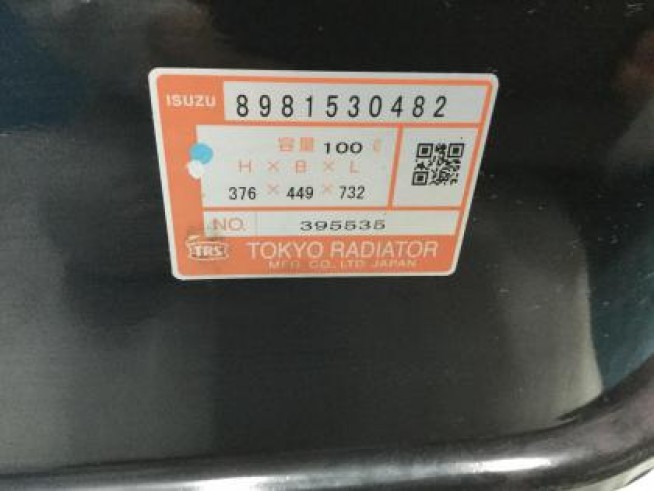 ISUZU 8981530482
容量 100 ℓ
H × B × L
376 × 449 × 732
NO. 395535
TRS TOKYO RADIATOR
MFG. CO., LTD. JAPAN